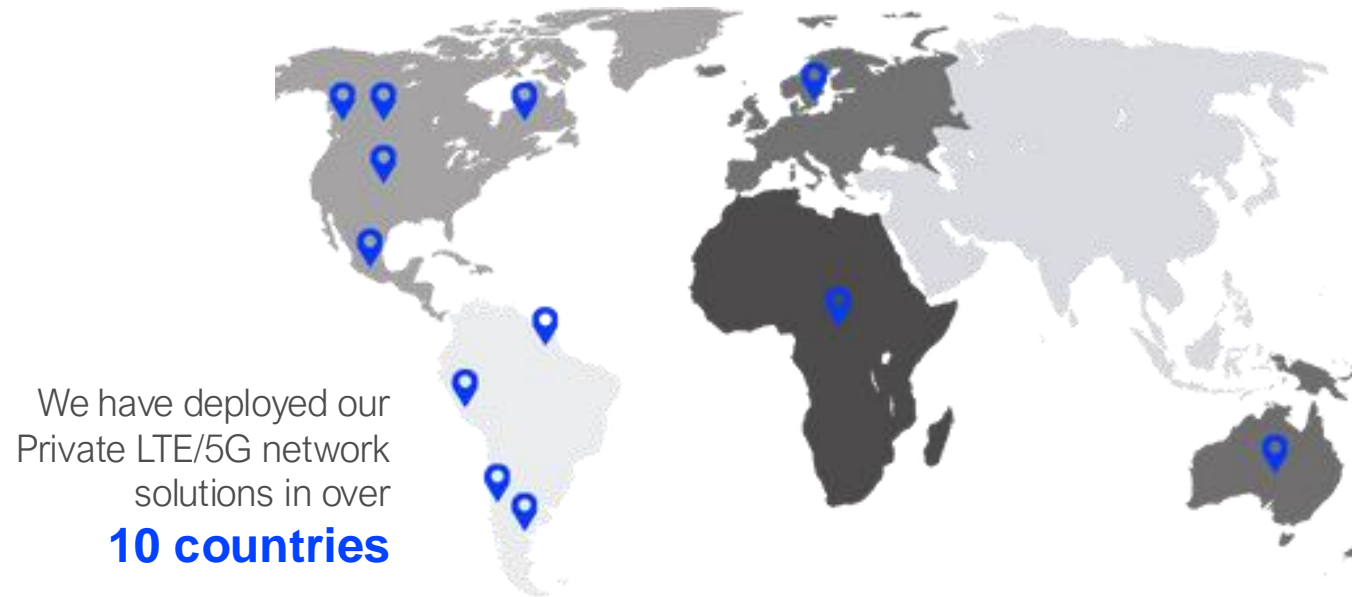 We have deployed our
Private LTE/5G network
solutions in over
10 countries